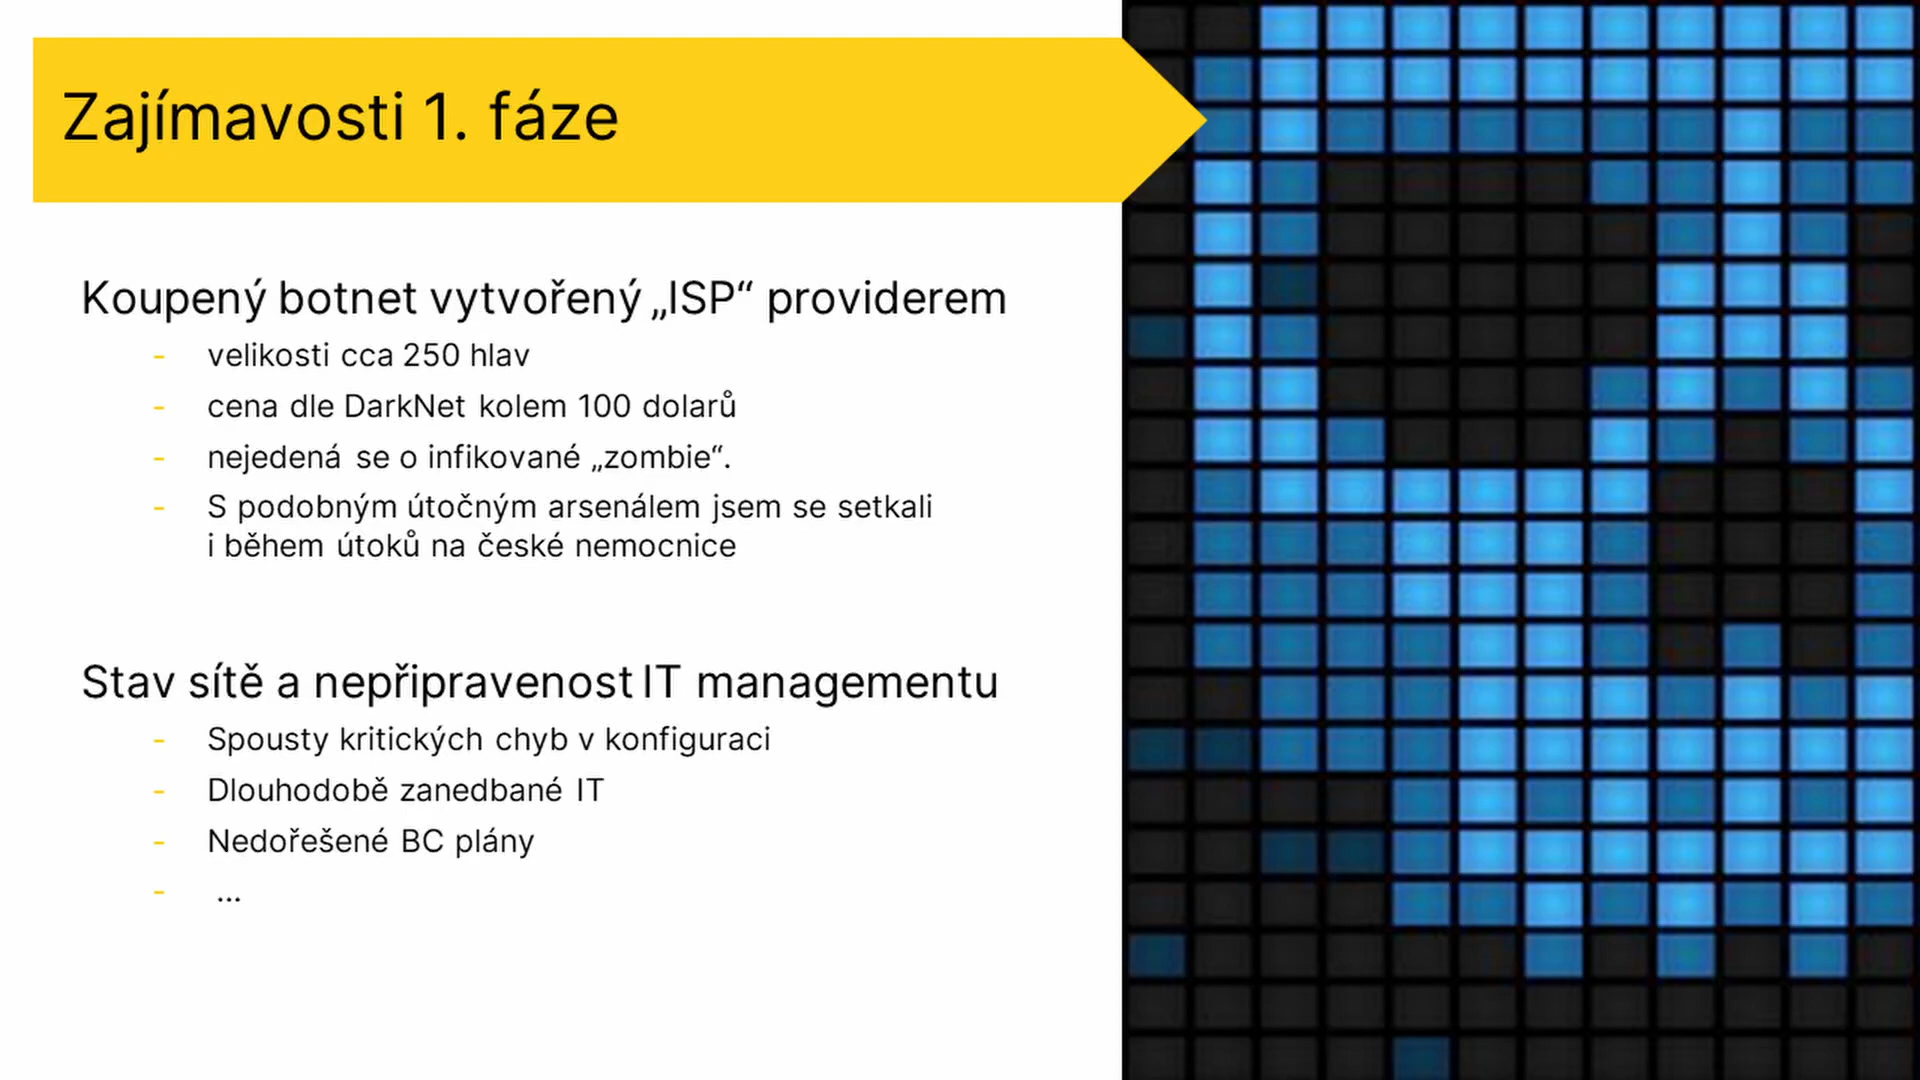 Zajímavosti 1. fáze
Koupený botnet vytvořený „ISP“ providerem
- velikosti cca 250 hlav
- cena dle DarkNet kolem 100 dolarů
- nejedená se o infikované „zombie“.
- S podobným útočným arsenálem jsem se setkali
i během útoků na české nemocnice
Stav sítě a nepřipravenost IT managementu
- Spousty kritických chyb v konfiguraci
- Dlouhodobě zanedbané IT
- Nedořešené BC plány
- ...